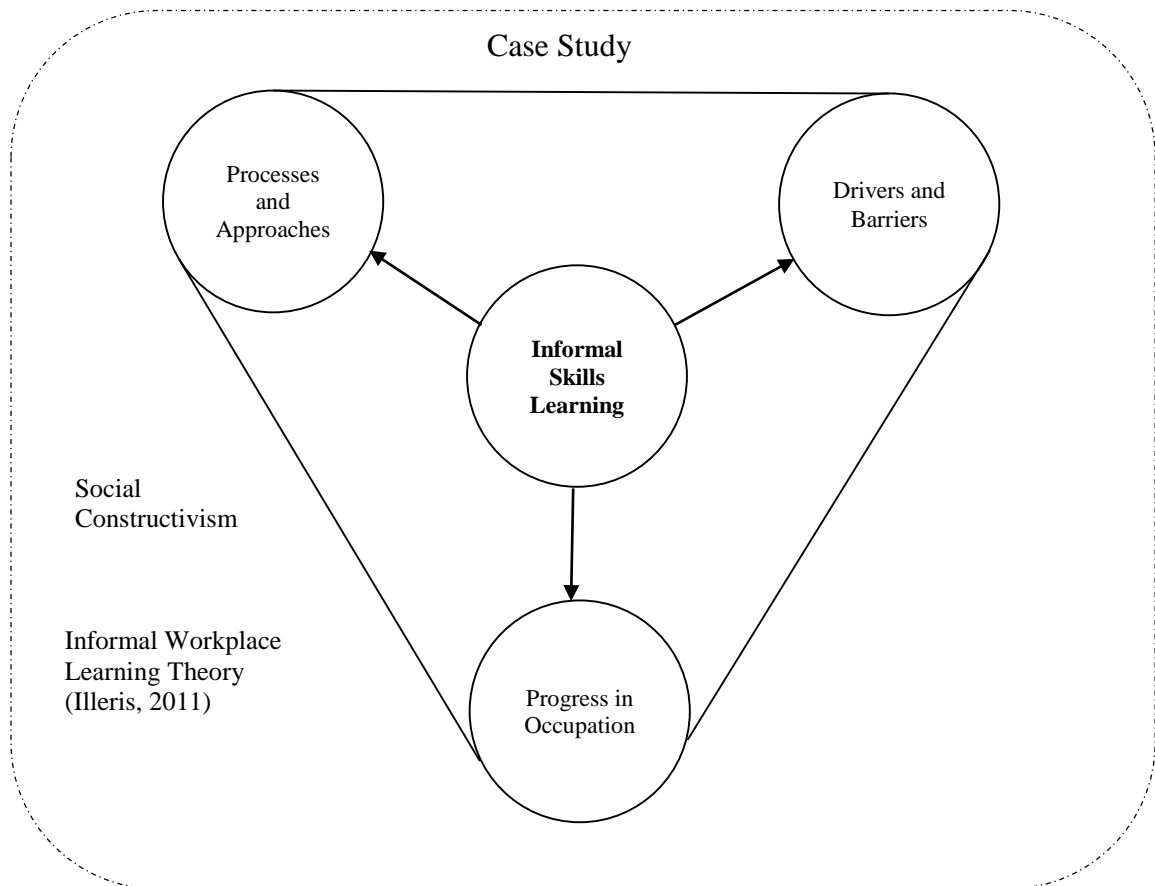 Case Study
Processes
and
Approaches
Drivers and
Barriers
Informal
Skills
Learning
Social
Constructivism
Informal Workplace
Learning Theory
(Illeris, 2011)
Progress in
Occupation